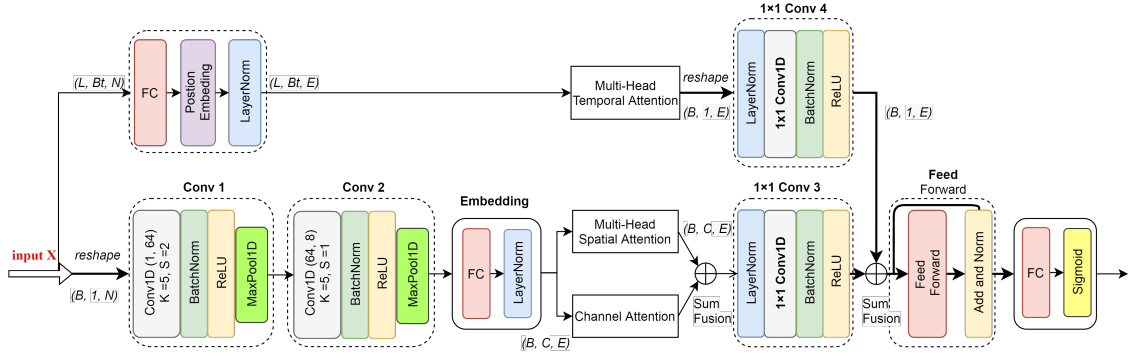 1×1 Conv 4
(L, Bt, N)
FC
Postion
Embeding
LayerNorm
(L, Bt, E)
Multi-Head
Temporal Attention
reshape
(B, 1, E)
LayerNorm
1x1 Conv1D
BatchNorm
ReLU
(B, 1, E)
input X
reshape
(B, 1, N)
Conv 1
Conv1D (1, 64)
K =5, S =2
BatchNorm
ReLU
MaxPool1D
Conv 2
Conv1D (64, 8)
K =5, S =1
BatchNorm
ReLU
MaxPool1D
Embedding
FC
LayerNorm
(B, C, E)
Multi-Head
Spatial Attention
Channel Attention
(B, C, E)
Sum
Fusion
1×1 Conv 3
LayerNorm
1×1 Conv1D
BatchNorm
ReLU
Sum
Fusion
Feed
Forward
Feed
Forward
Add and Norm
FC
Sigmoid